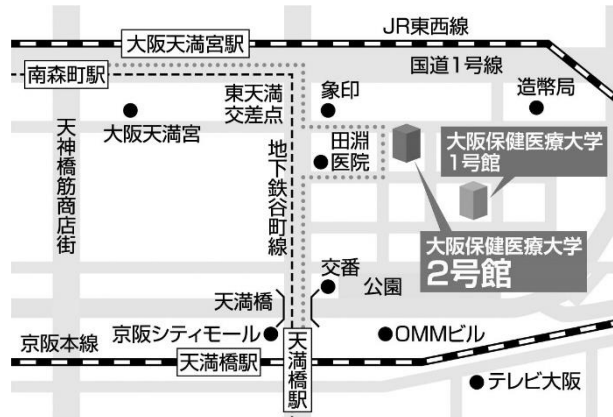 JR東西線
大阪天満宮駅
国道1号線
南森町駅
東天満
交差点
象印
造幣局
大阪天満宮
田淵
医院
大阪保健医療大学
1号館
天神橋筋商店街
地下鉄谷町線
大阪保健医療大学
2号館
交番
公園
天満橋
京阪シティモール
OMMビル
京阪本線
天満橋駅
天満橋駅
テレビ大阪